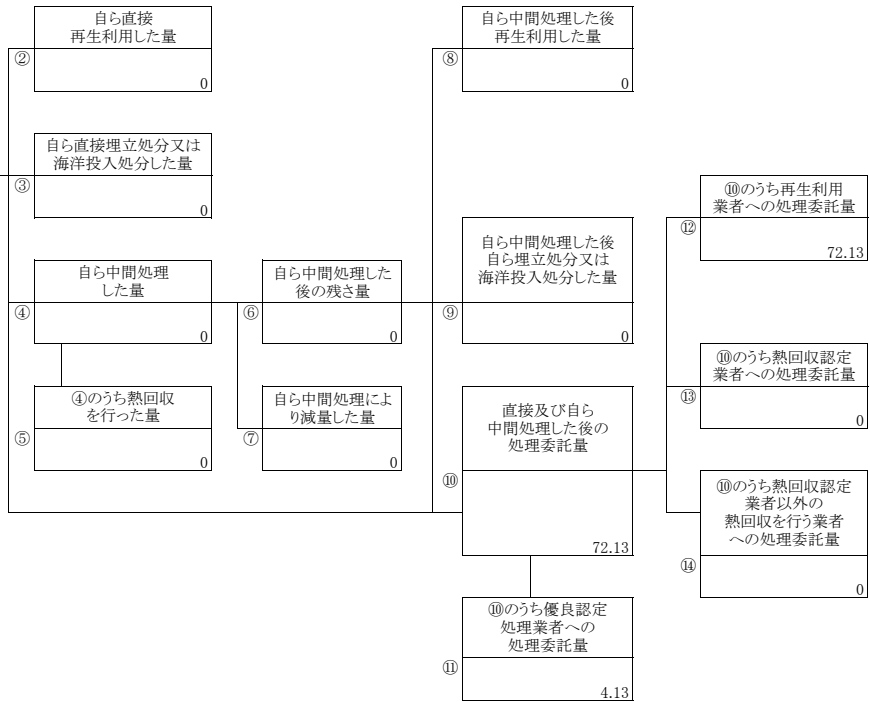 自ら直接
再生利用した量
②
0
自ら中間処理した後
再生利用した量
⑧
0
自ら直接埋立処分又は
海洋投入処分した量
③
0
⑩のうち再生利用
業者への処理委託量
⑫
72.13
自ら中間処理
した量
④
0
自ら中間処理した
後の残さ量
⑥
0
自ら中間処理した後
自ら埋立処分又は
海洋投入処分した量
⑨
0
⑩のうち熱回収認定
業者への処理委託量
⑬
0
④のうち熱回収
を行った量
⑤
0
自ら中間処理によ
り減量した量
⑦
0
直接及び自ら
中間処理した後の
処理委託量
⑩
72.13
⑩のうち熱回収認定
業者以外の
熱回収を行う業者
への処理委託量
⑭
0
⑩のうち優良認定
処理業者への
処理委託量
⑪
4.13